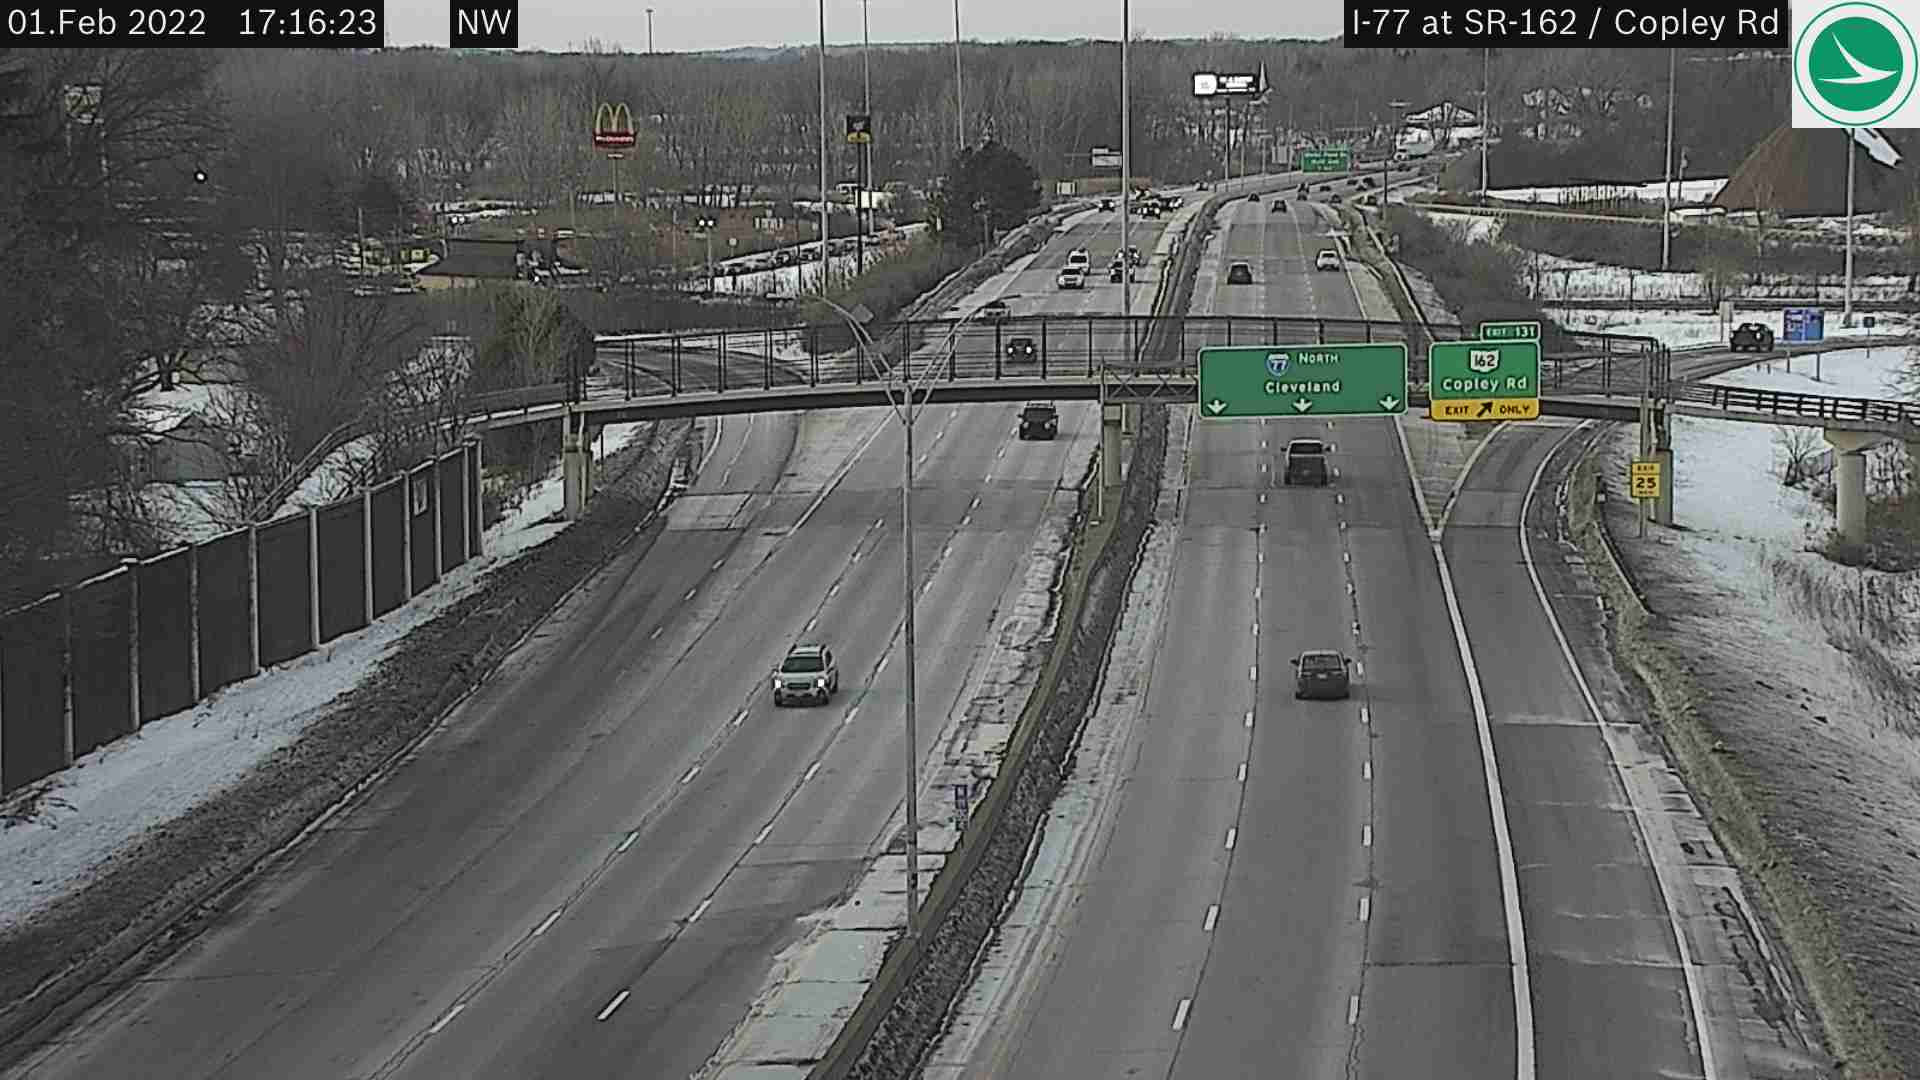 01.Feb 2022 17:16:23
NW
I-77 at SR-162 / Copley Rd
McDonald's
EXIT 131
77 NORTH
Cleveland
162
Copley Rd
EXIT ONLY
EXIT
25